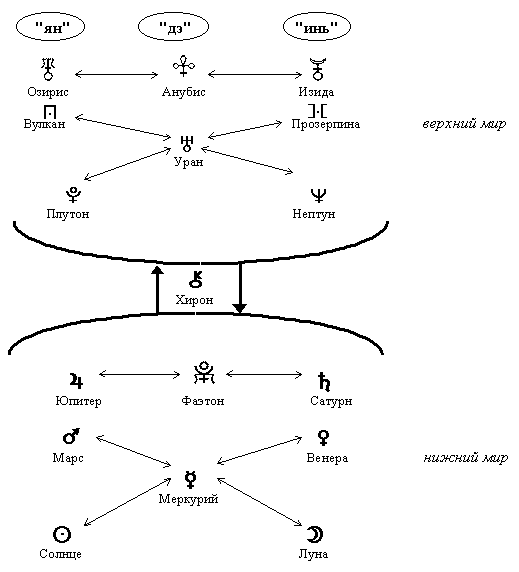 "ян" "дэ" "инь"
Озирис Анубис Изида
Вулкан Прозерпина верхний мир
Уран
Плутон Нептун
Хирон
Юпитер Фаэтон Сатурн
Марс Венера нижний мир
Меркурий
Солнце Луна